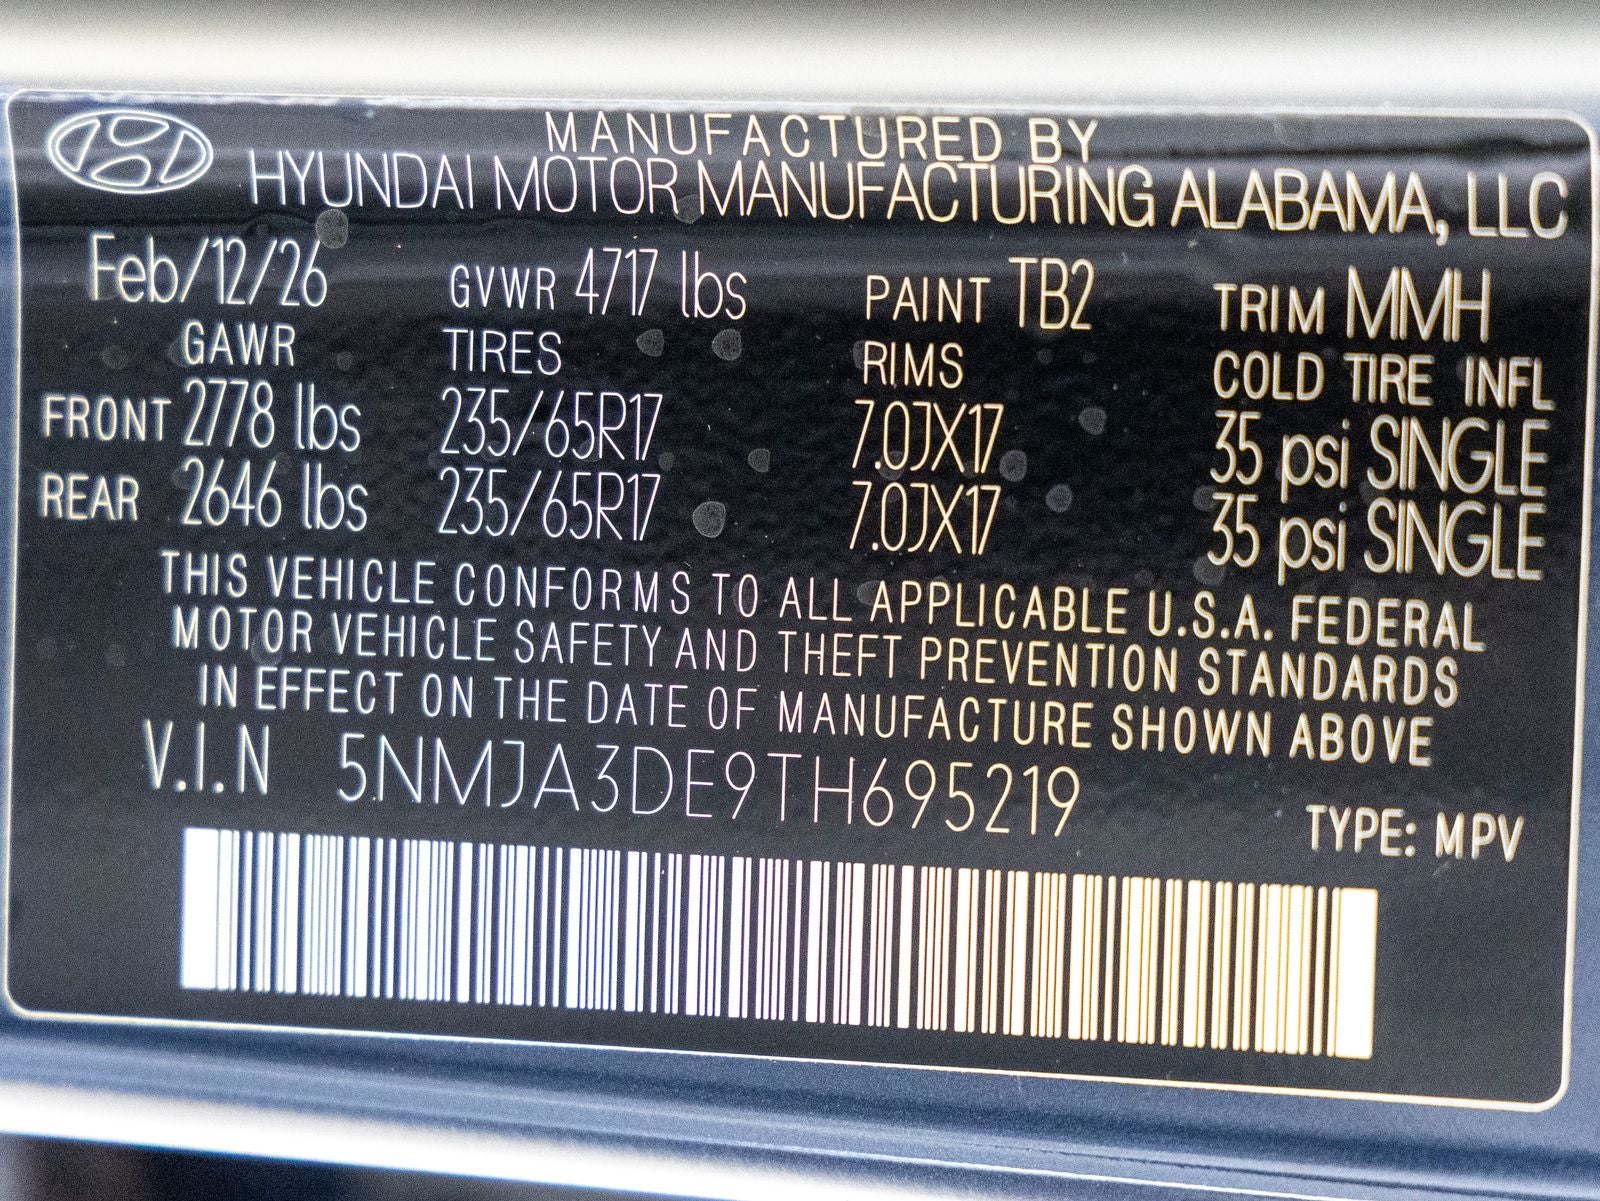 MANUFACTURED BY
HYUNDAI MOTOR MANUFACTURING ALABAMA, LLC
Feb/12/26 GVWR 4717 lbs PAINT TB2 TRIM MMH
GAWR TIRES RIMS COLD TIRE INFL
FRONT 2778 lbs 235/65R17 7.0JX17 35 psi SINGLE
REAR 2646 lbs 235/65R17 7.0JX17 35 psi SINGLE
THIS VEHICLE CONFORMS TO ALL APPLICABLE U.S.A. FEDERAL
MOTOR VEHICLE SAFETY AND THEFT PREVENTION STANDARDS
IN EFFECT ON THE DATE OF MANUFACTURE SHOWN ABOVE
V.I.N 5NMJA3DE9TH695219
TYPE: MPV